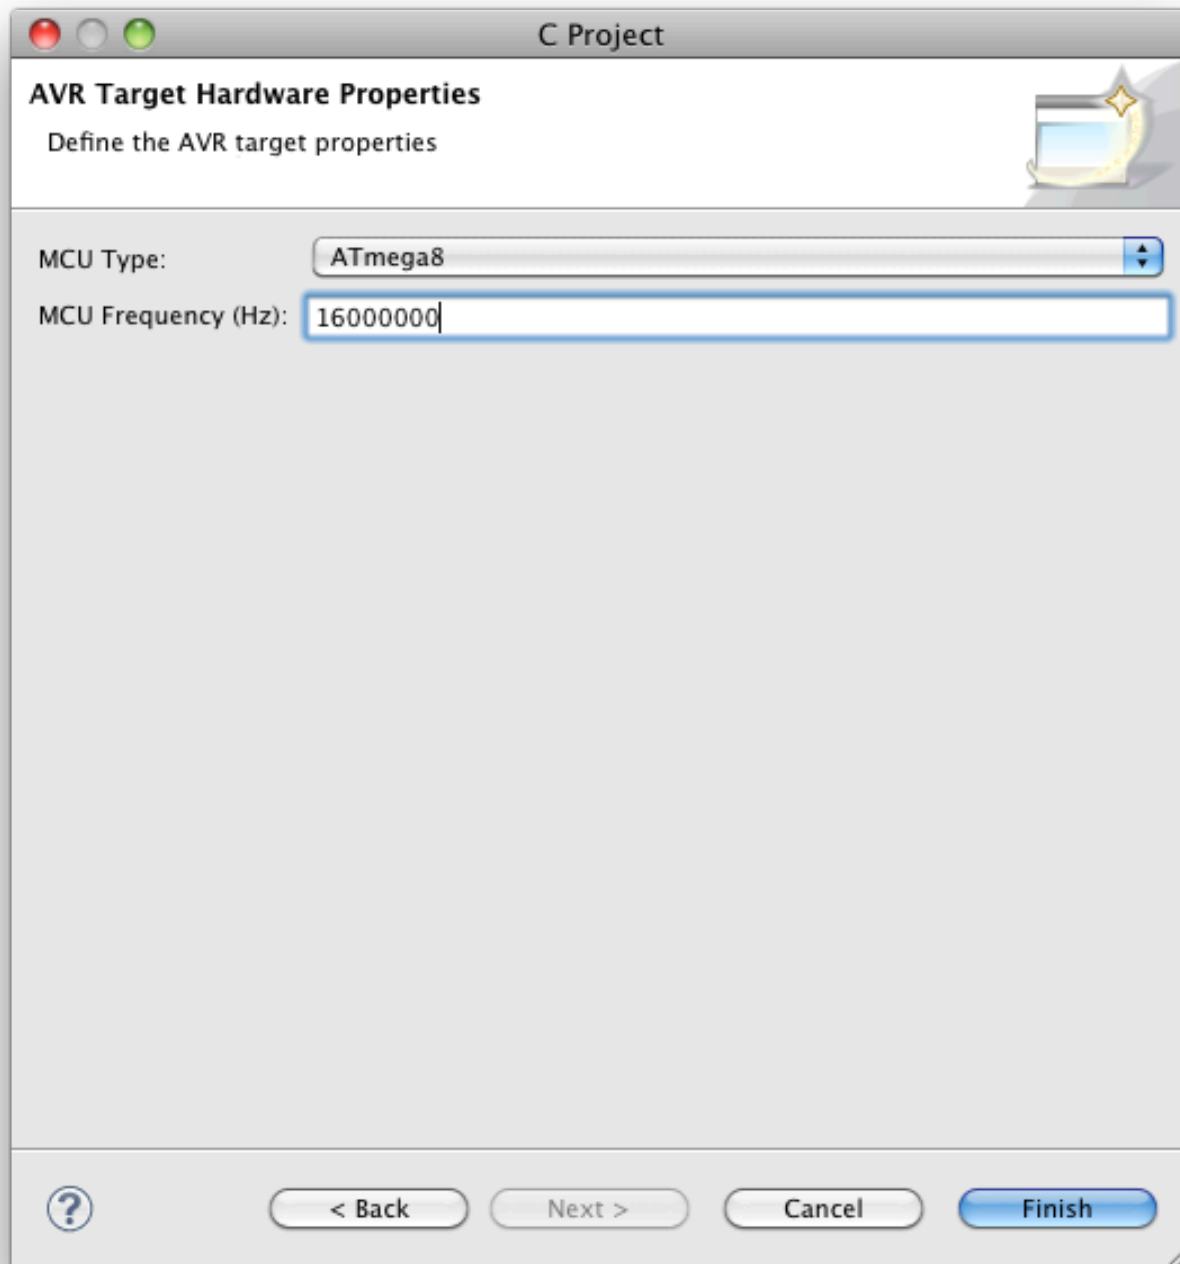 C Project
AVR Target Hardware Properties
Define the AVR target properties
MCU Type: ATmega8
MCU Frequency (Hz): 16000000
? < Back Next > Cancel Finish